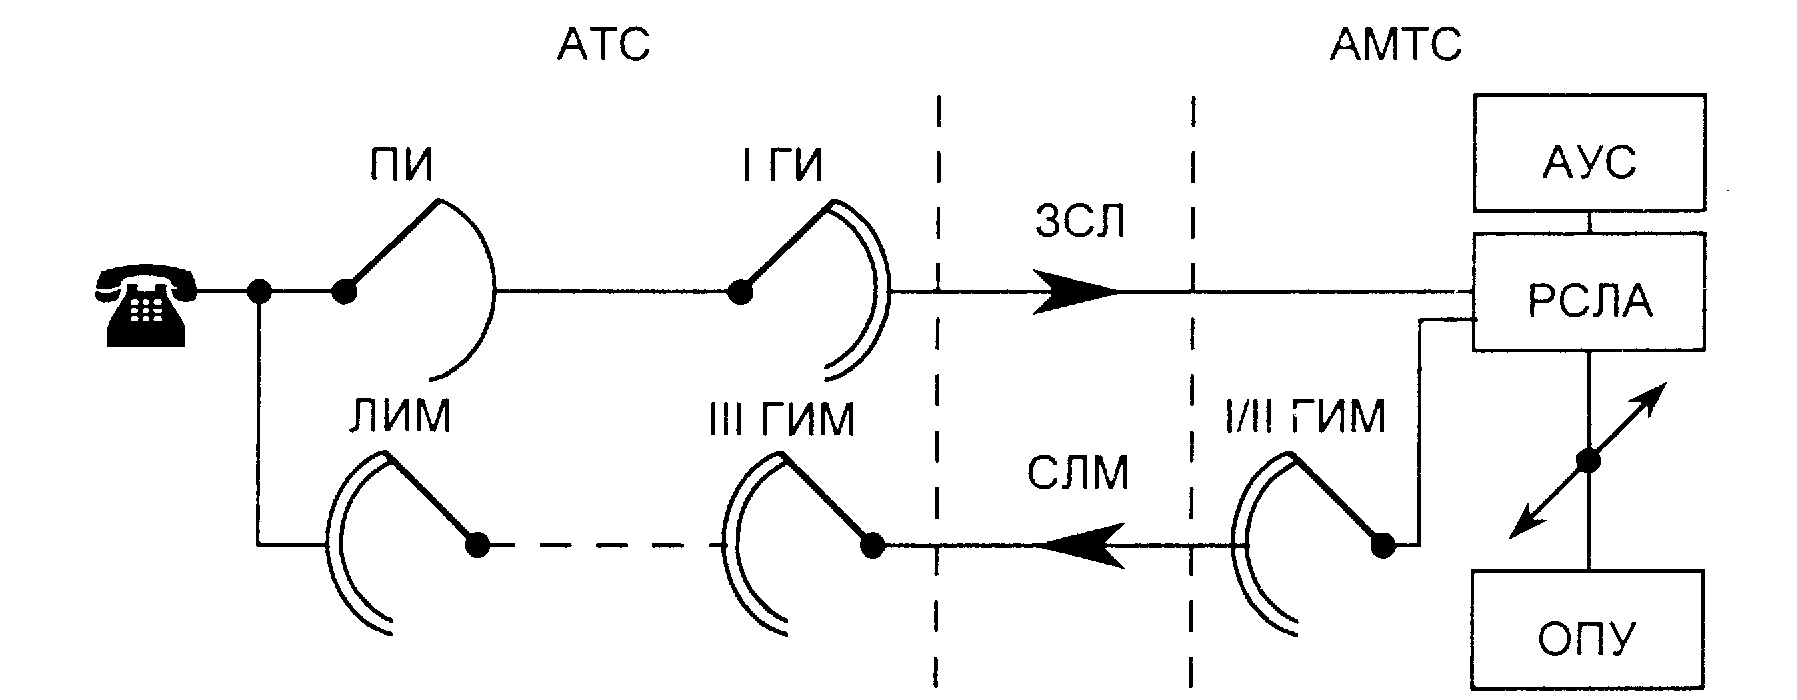 АТС
АМТС
ПИ
I ГИ
ЗСЛ
АУС
РСЛА
ЛИМ
III ГИМ
СЛМ
I/II ГИМ
ОПУ